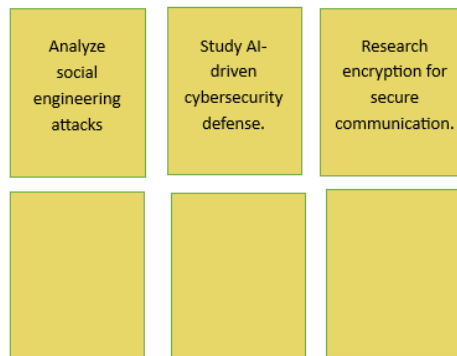 Analyze
social
engineering
attacks
Study AI-
driven
cybersecurity
defense.
Research
encryption for
secure
communication.